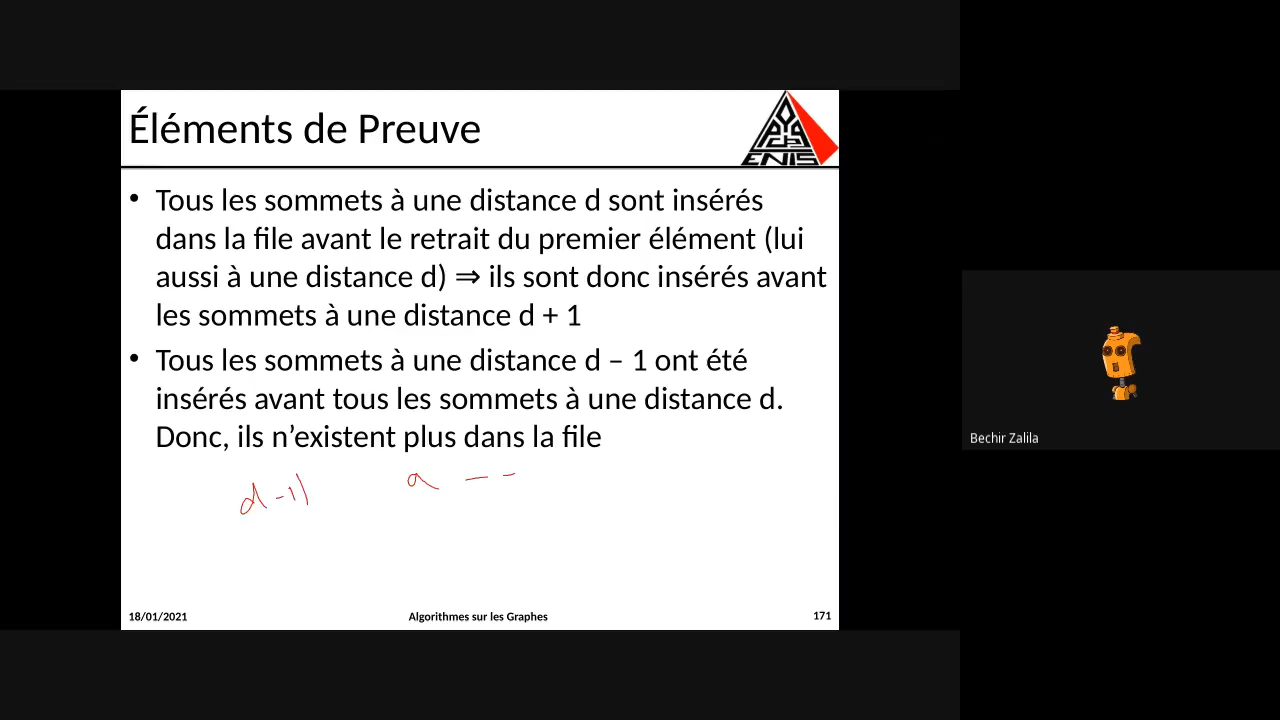 Éléments de Preuve
ENIS
• Tous les sommets à une distance d sont insérés
dans la file avant le retrait du premier élément (lui
aussi à une distance d) ⇒ ils sont donc insérés avant
les sommets à une distance d + 1
• Tous les sommets à une distance d – 1 ont été
insérés avant tous les sommets à une distance d.
Donc, ils n’existent plus dans la file
18/01/2021
Algorithmes sur les Graphes
171
Bechir Zalila